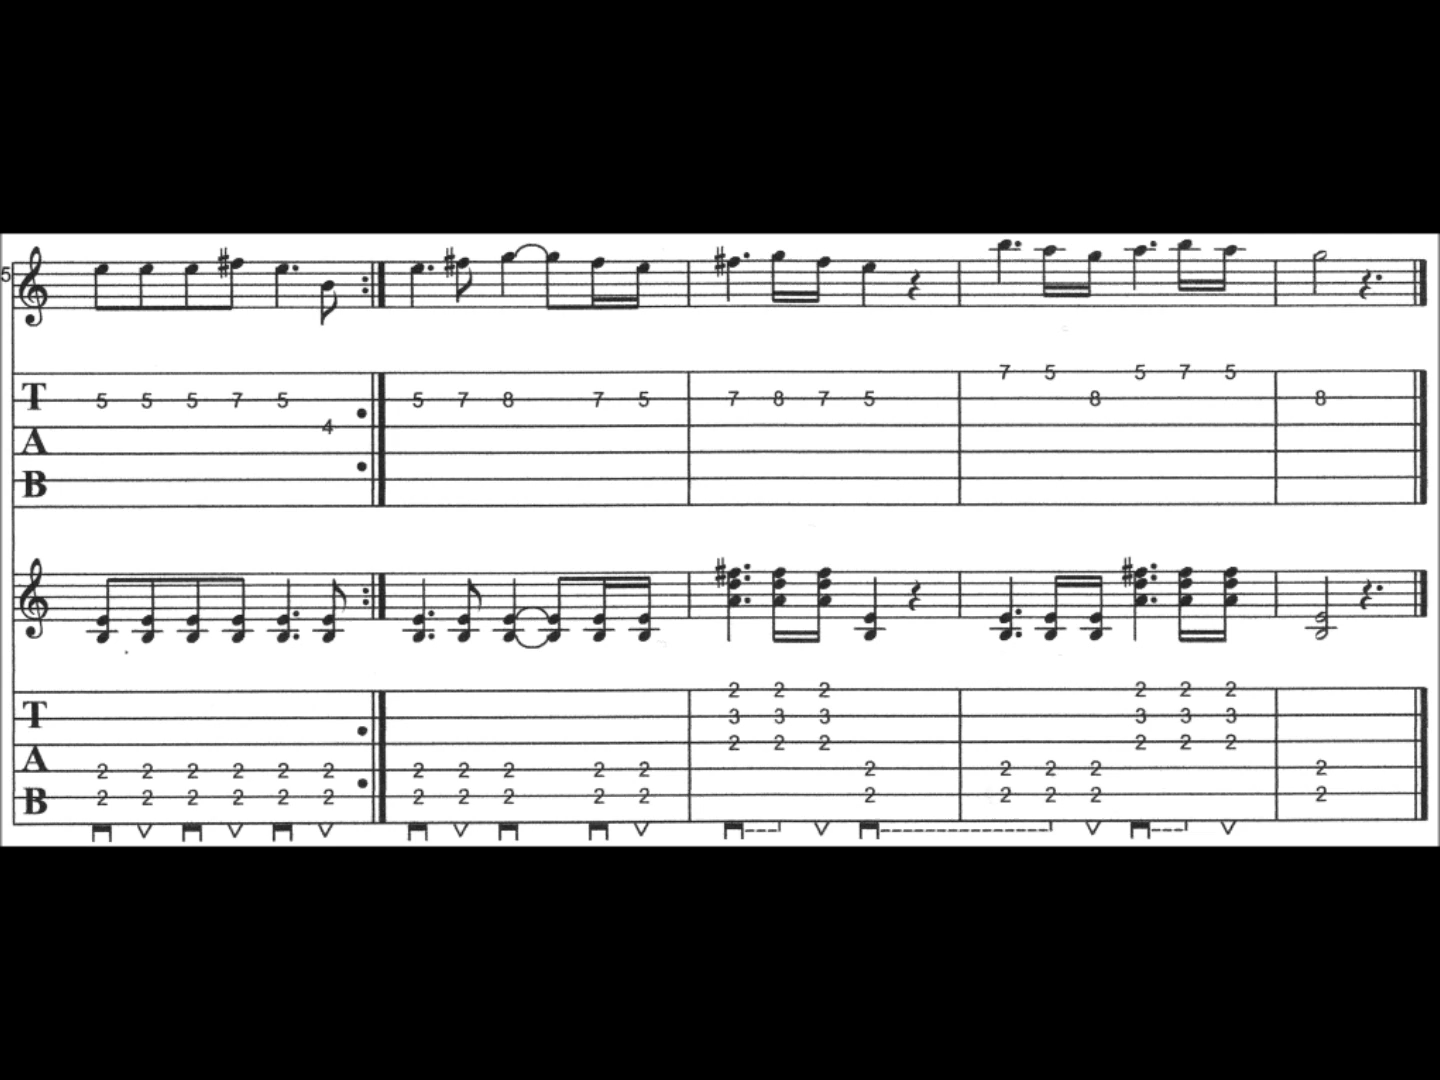 5
T 5 5 5 7 5 5 7 8 7 5 7 8 7 5 7 5 5 7 5
A 4 8 8
B
2 2 2 2 2 2
T 3 3 3 3 3 3
2 2 2 2 2 2
A 2 2 2 2 2 2 2 2 2 2 2 2 2 2 2 2
B 2 2 2 2 2 2 2 2 2 2 2 2 2 2 2 2